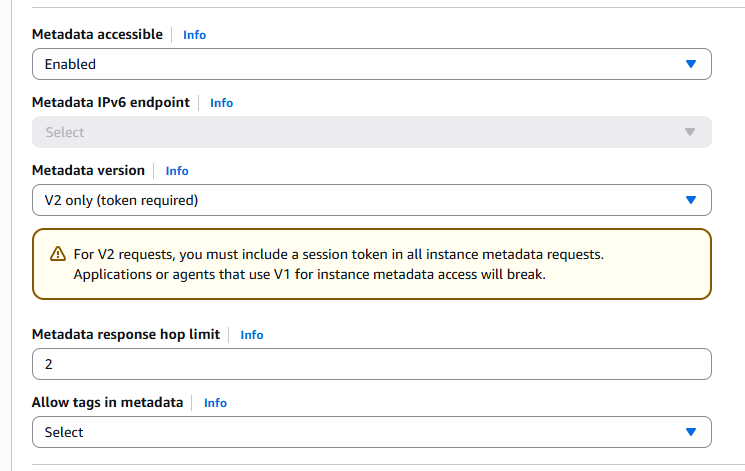 Metadata accessible Info
Enabled
Metadata IPv6 endpoint Info
Select
Metadata version Info
V2 only (token required)
For V2 requests, you must include a session token in all instance metadata requests.
Applications or agents that use V1 for instance metadata access will break.
Metadata response hop limit Info
2
Allow tags in metadata Info
Select